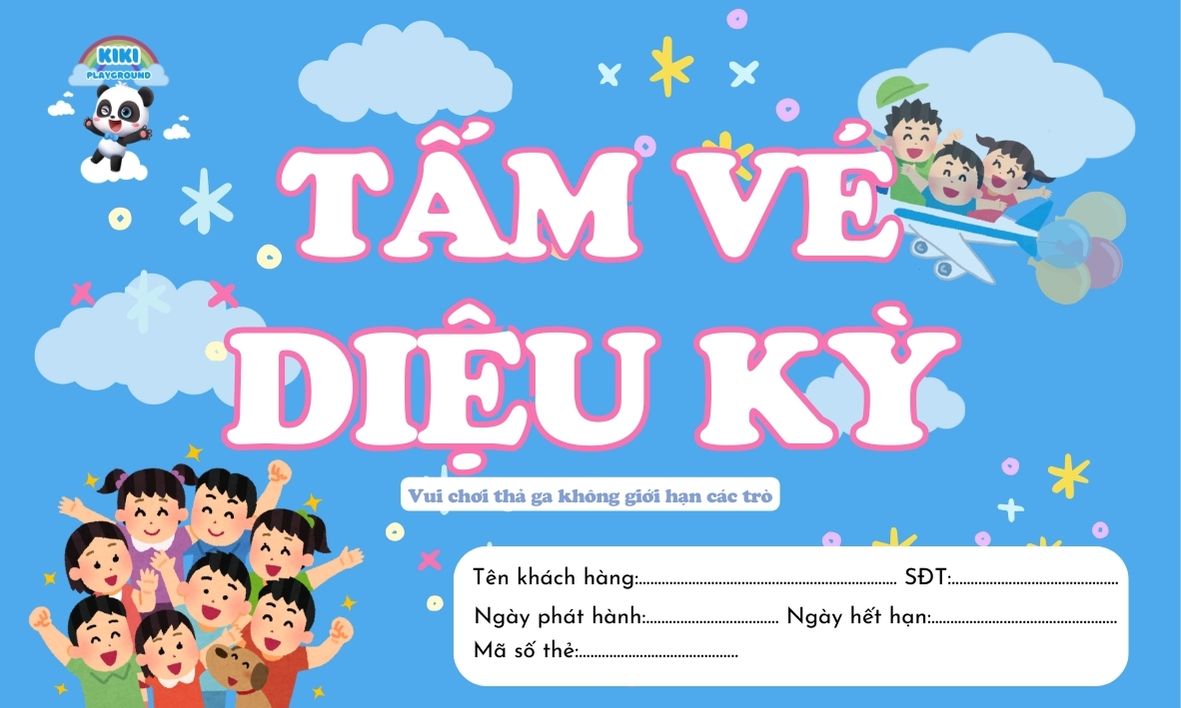 KIKI
PLAYGROUND
TẤM VÉ
DIỆU KỲ
Vui chơi thả ga không giới hạn các trò
Tên khách hàng:............................................................ SĐT:.......................................
Ngày phát hành:............................... Ngày hết hạn:...........................................
Mã số thẻ:.....................................